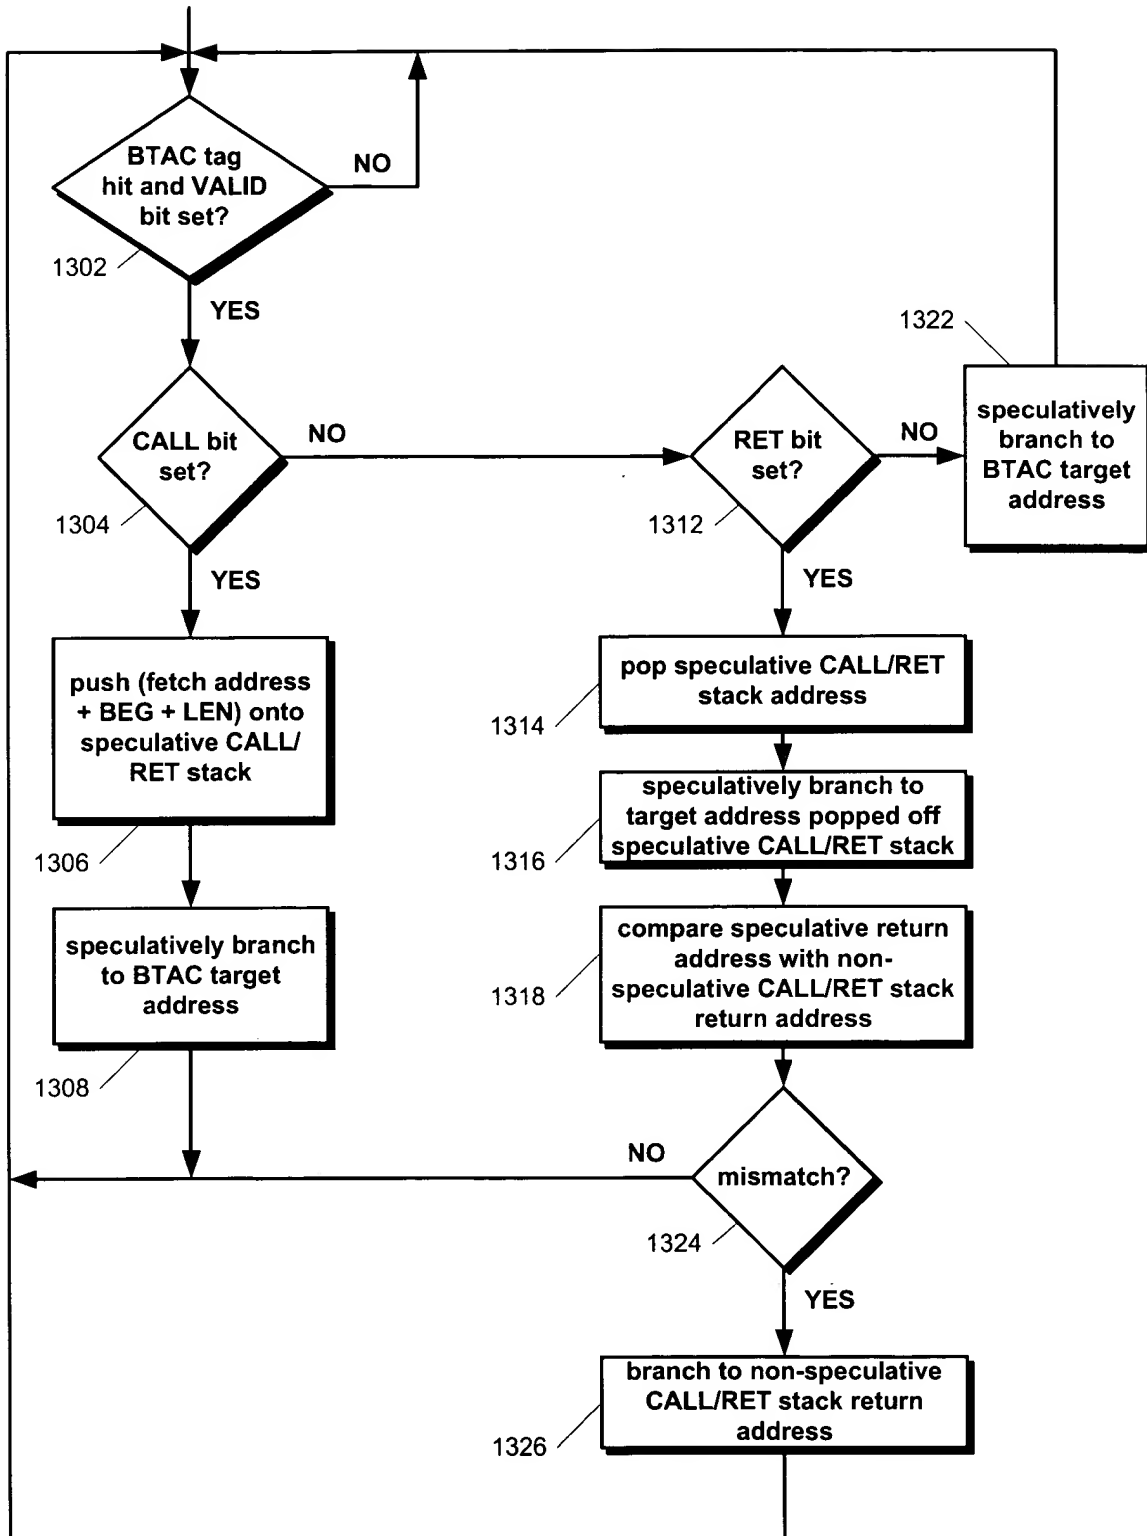 BTAC tag
hit and VALID
bit set?
NO
1302
YES
CALL bit
set?
NO
1304
YES
RET bit
set?
NO
1312
YES
1322
speculatively
branch to
BTAC target
address
push (fetch address
+ BEG + LEN) onto
speculative CALL/
RET stack
1306
speculatively branch
to BTAC target
address
1308
pop speculative CALL/RET
stack address
1314
speculatively branch to
target address popped off
speculative CALL/RET stack
1316
compare speculative return
address with non-
speculative CALL/RET stack
return address
1318
mismatch?
NO
1324
YES
branch to non-speculative
CALL/RET stack return
address
1326